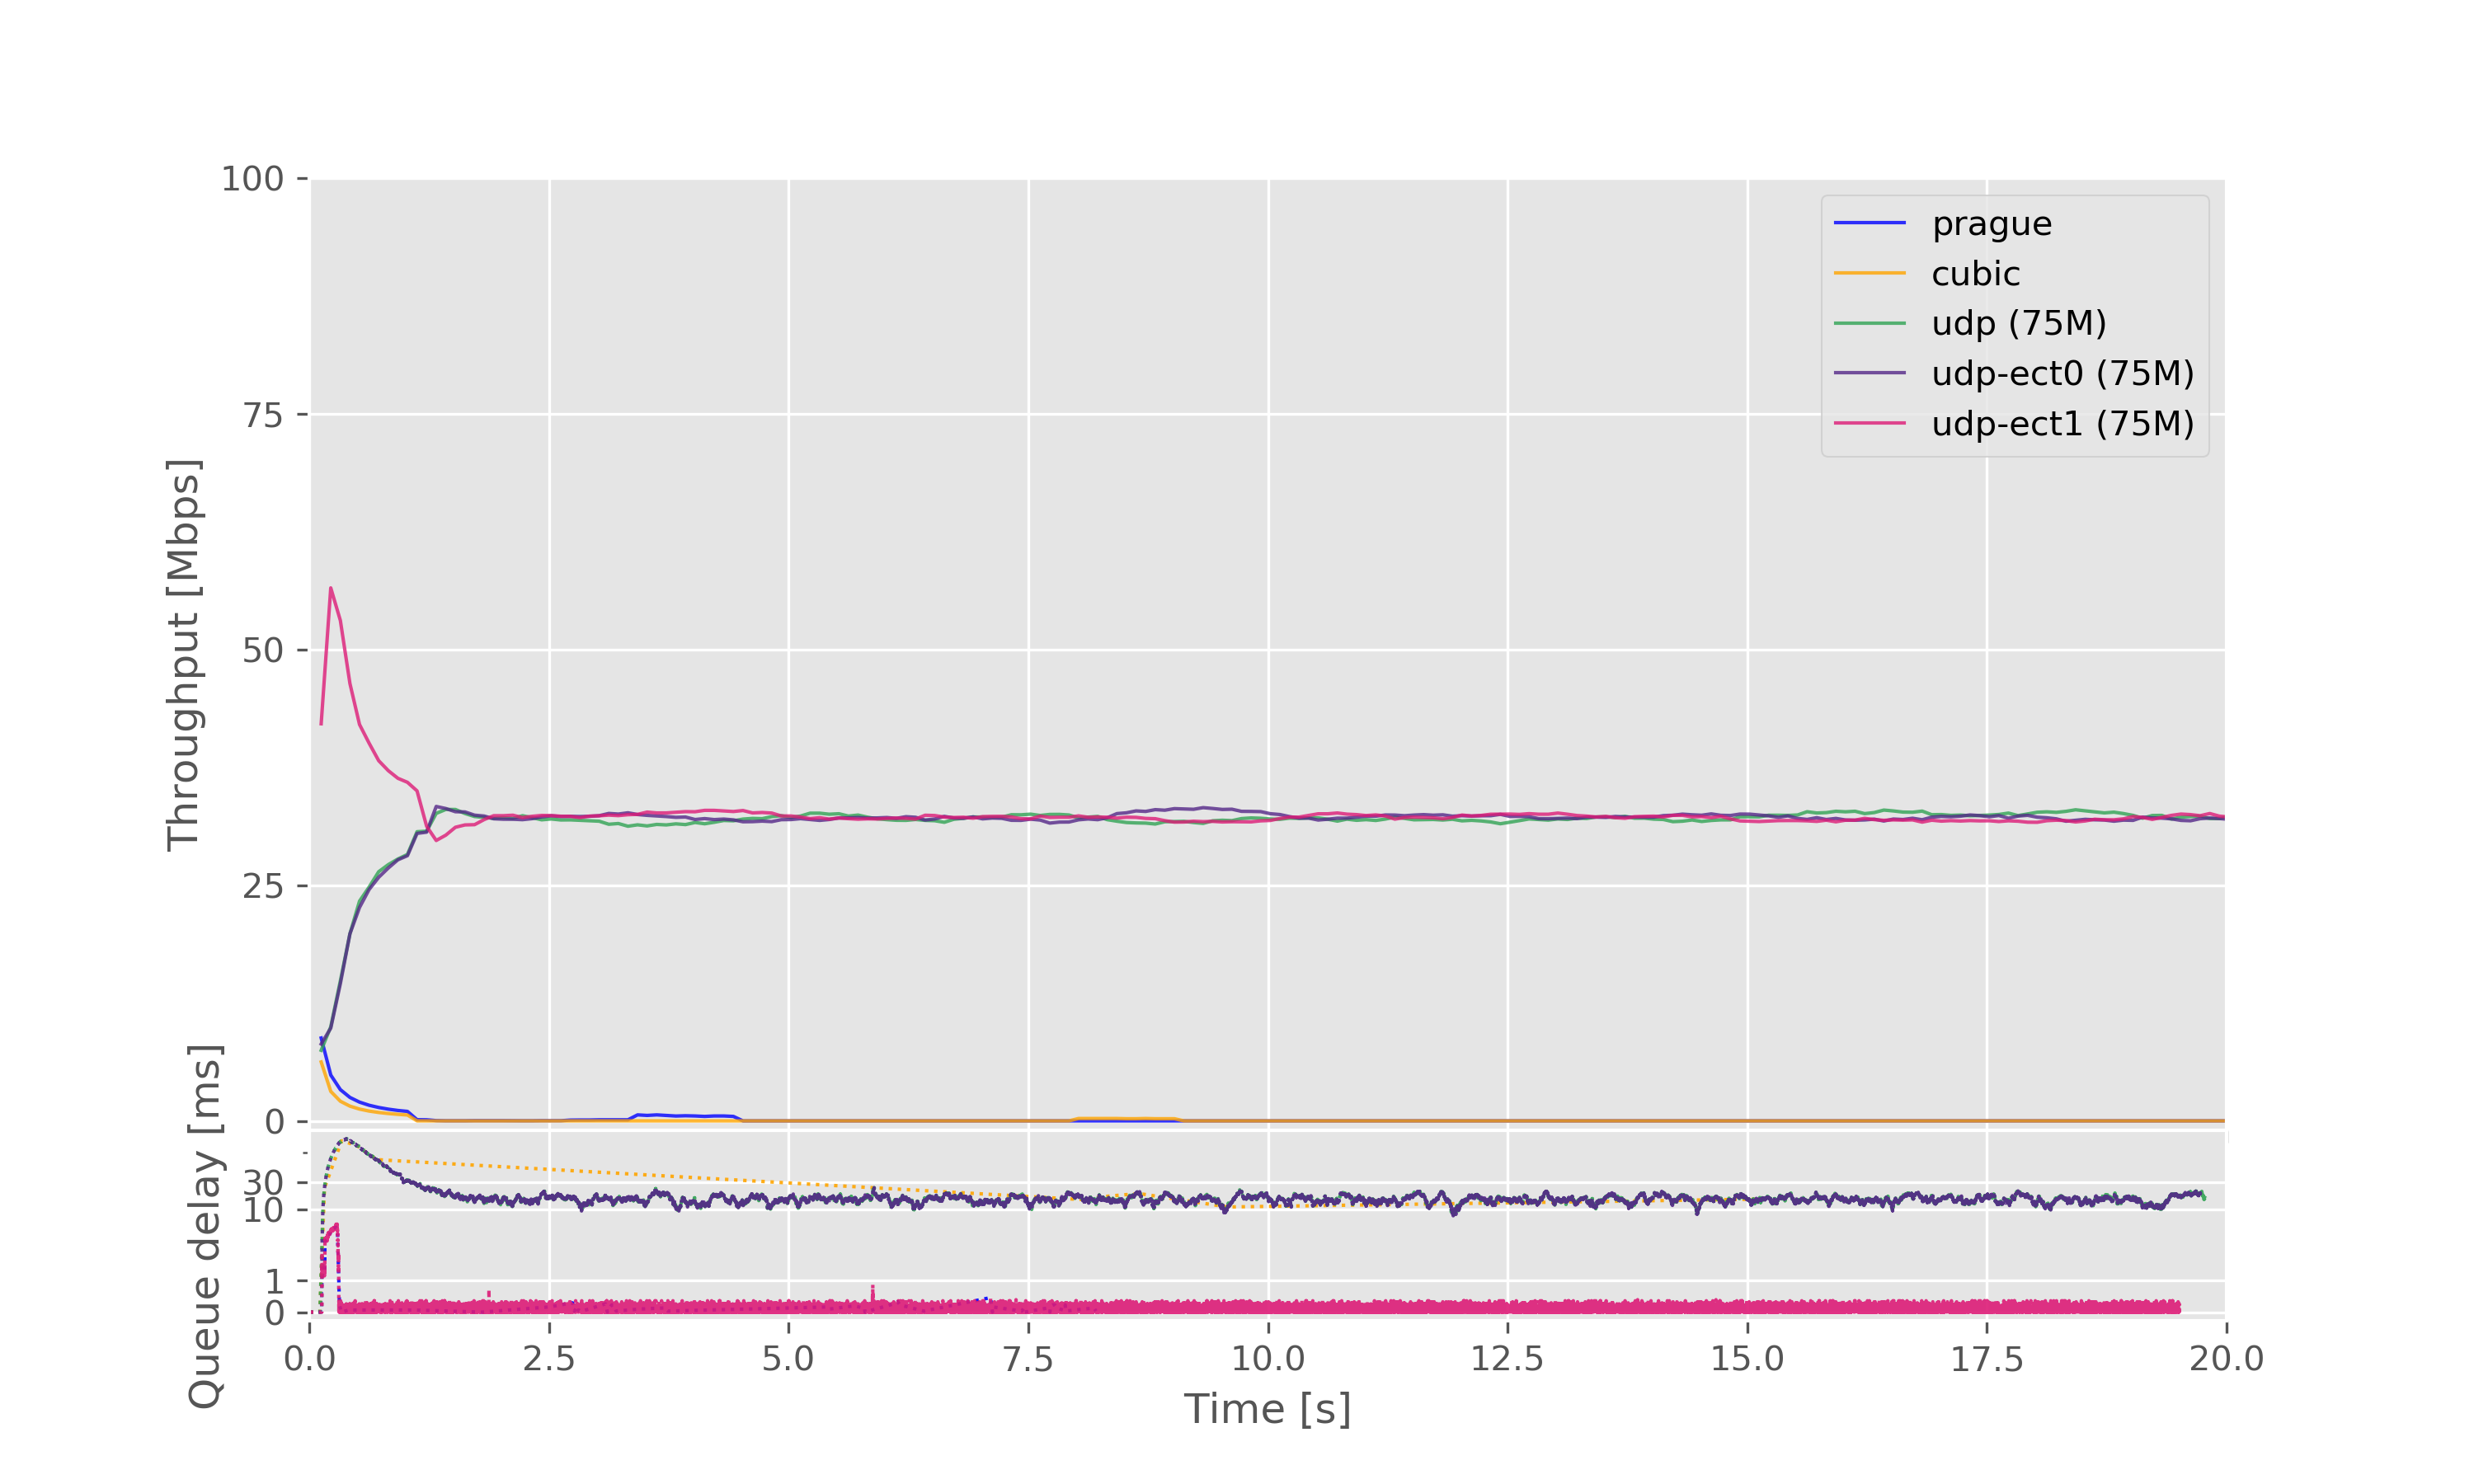 Throughput [Mbps]
100
75
50
25
0
prague
cubic
udp (75M)
udp-ect0 (75M)
udp-ect1 (75M)
Queue delay [ms]
30
10
1
0
0.0 2.5 5.0 7.5 10.0 12.5 15.0 17.5 20.0
Time [s]